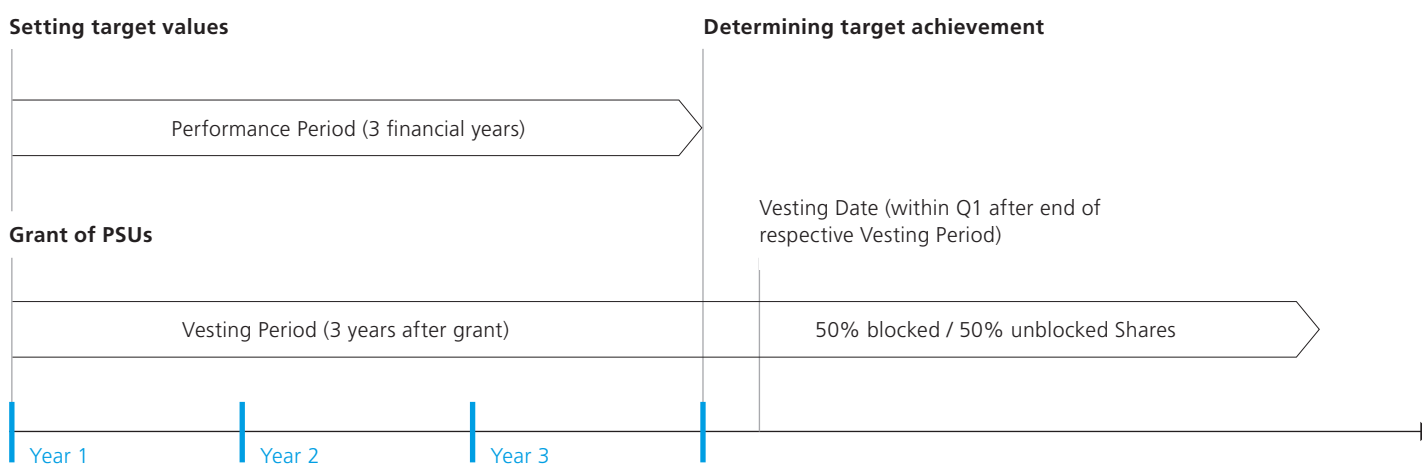 Setting target values
Determining target achievement
Performance Period (3 financial years)
Vesting Date (within Q1 after end of
respective Vesting Period)
Grant of PSUs
Vesting Period (3 years after grant)
50% blocked / 50% unblocked Shares
Year 1
Year 2
Year 3